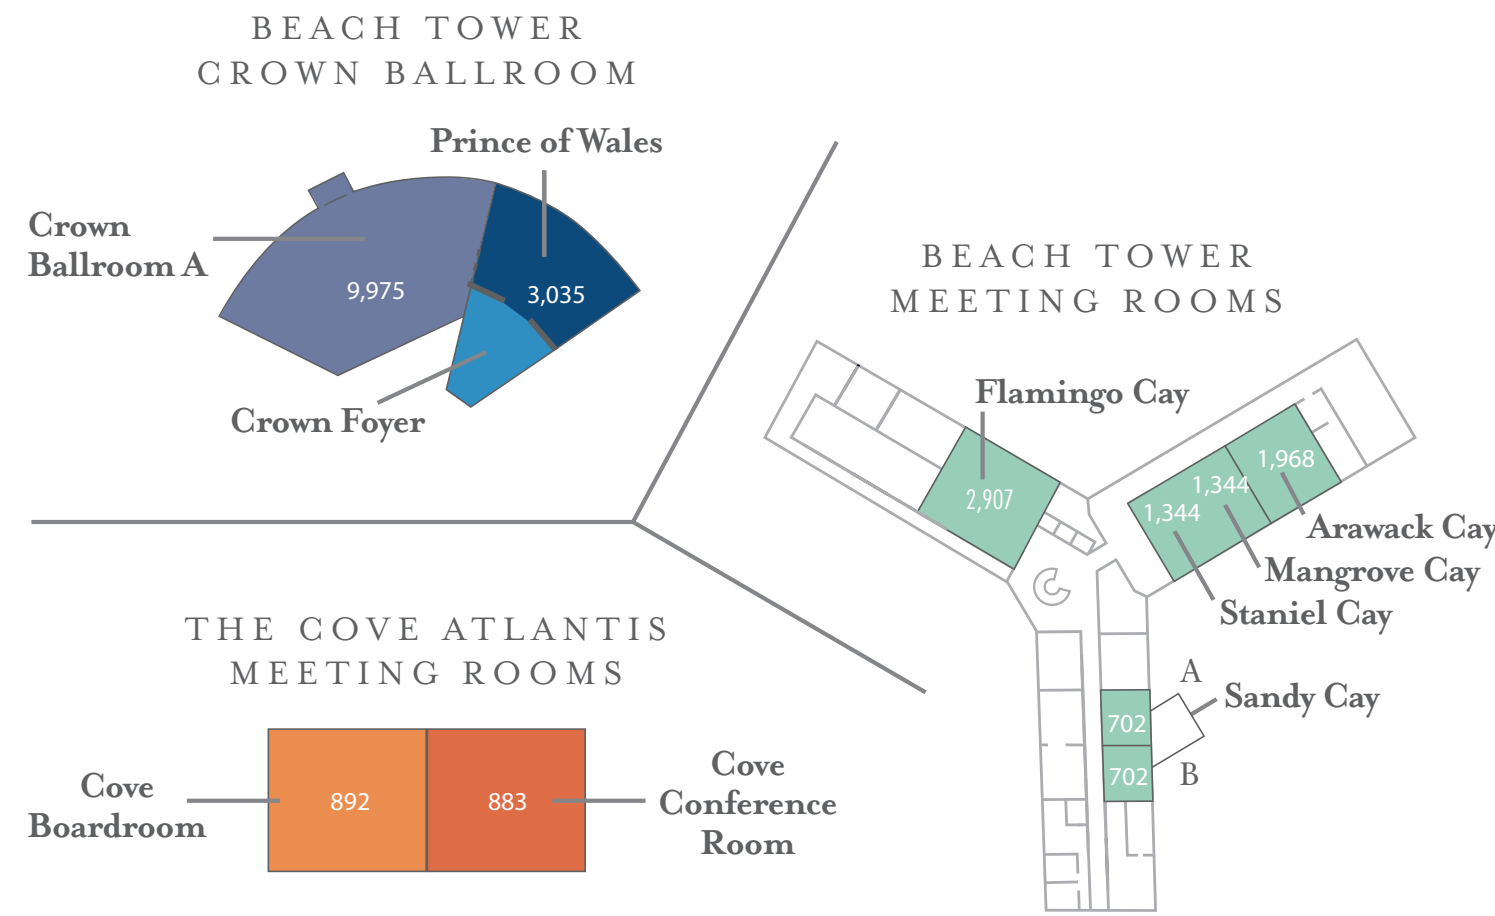 BEACH TOWER
CROWN BALLROOM
Prince of Wales
Crown
Ballroom A
9,975
3,035
Crown Foyer
BEACH TOWER
MEETING ROOMS
Flamingo Cay
2,907
1,968
1,344
1,344
Arawack Cay
Mangrove Cay
Staniel Cay
A
Sandy Cay
702
702
B
THE COVE ATLANTIS
MEETING ROOMS
Cove
Boardroom
892
883
Cove
Conference
Room